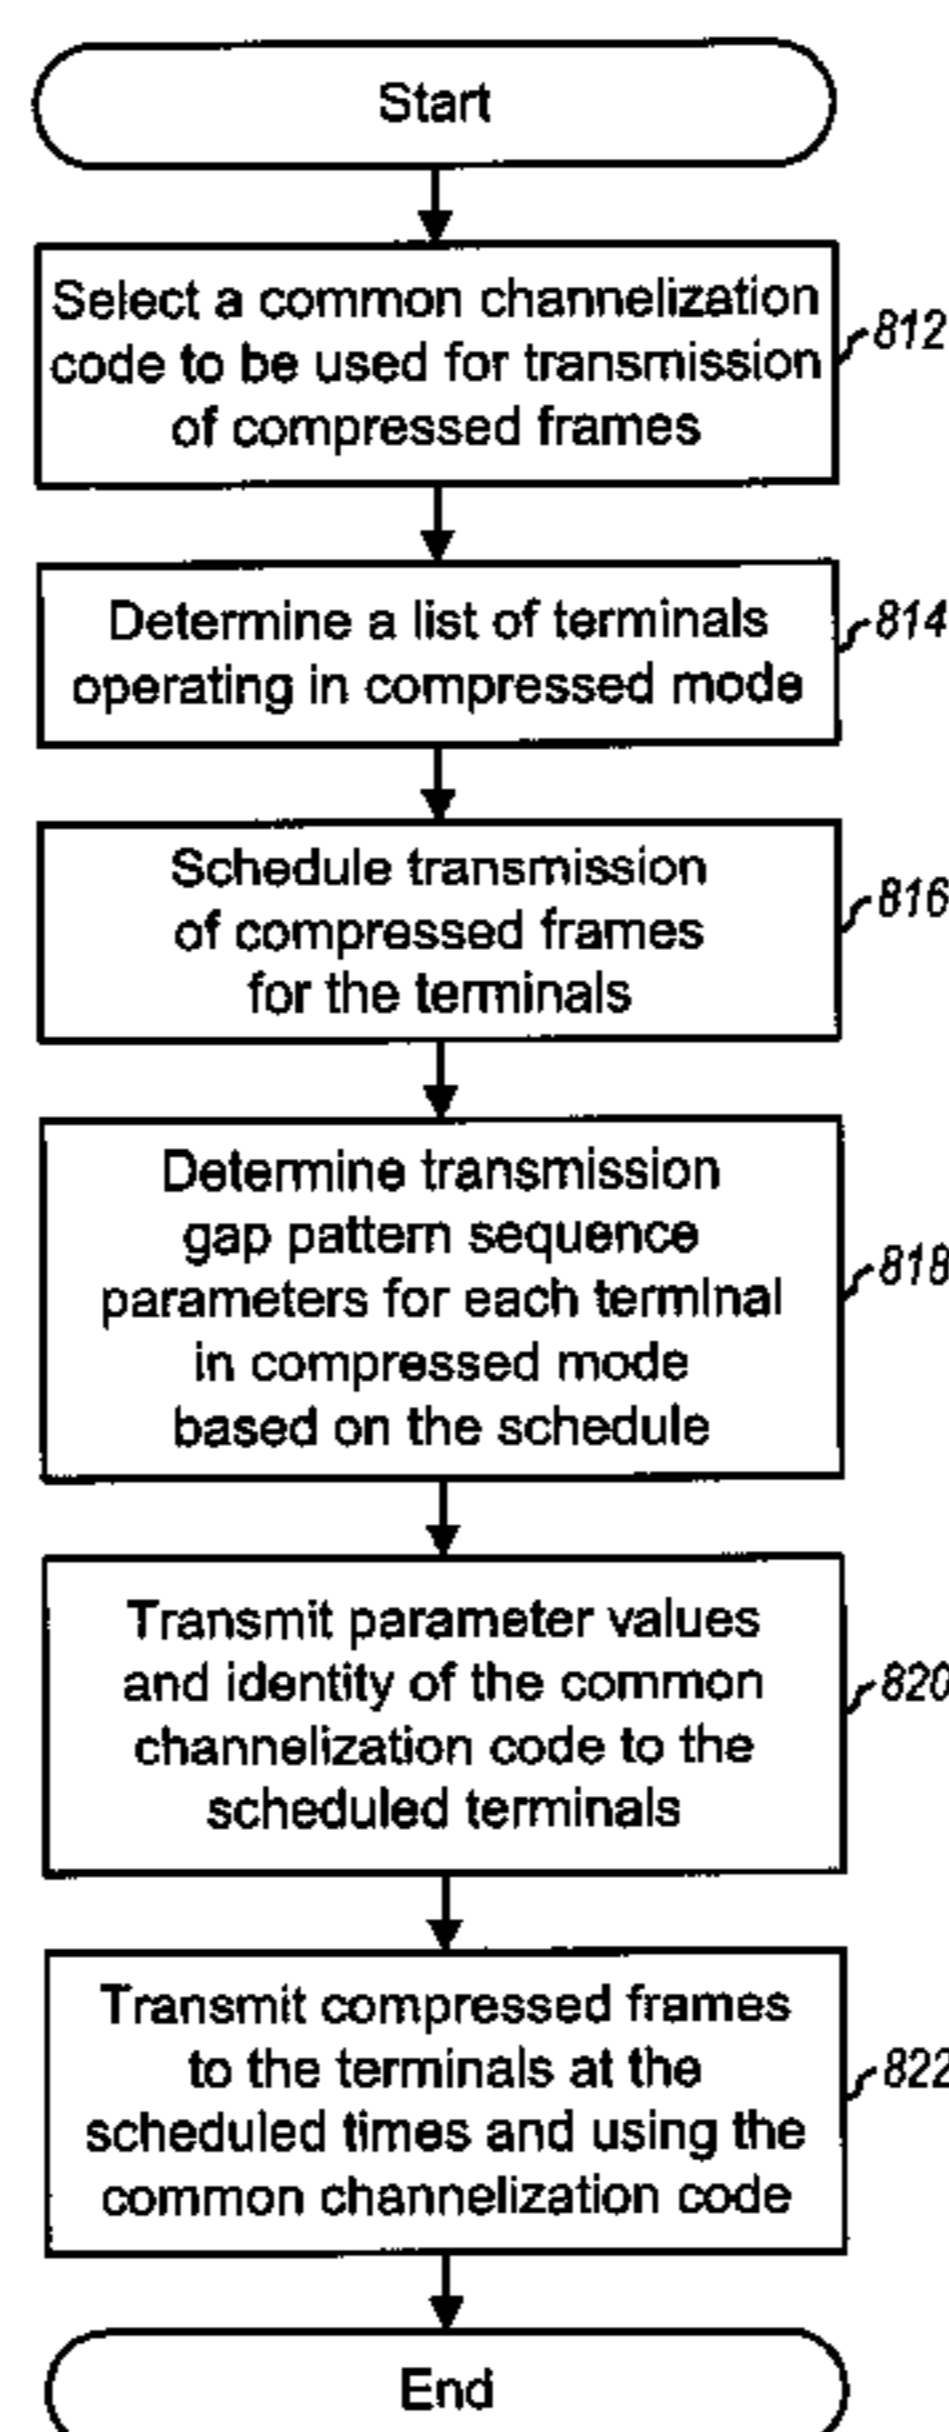 Start
Select a common channelization
code to be used for transmission
of compressed frames
812
Determine a list of terminals
operating in compressed mode
814
Schedule transmission
of compressed frames
for the terminals
816
Determine transmission
gap pattern sequence
parameters for each terminal
in compressed mode
based on the schedule
818
Transmit parameter values
and identity of the common
channelization code to the
scheduled terminals
820
Transmit compressed frames
to the terminals at the
scheduled times and using the
common channelization code
822
End